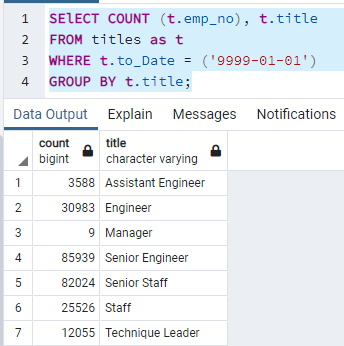 1 SELECT COUNT (t.emp_no), t.title
2 FROM titles as t
3 WHERE t.to_Date = ('9999-01-01')
4 GROUP BY t.title;
Data Output Explain Messages Notifications
count bigint title character varying
1 3588 Assistant Engineer
2 30983 Engineer
3 9 Manager
4 85939 Senior Engineer
5 82024 Senior Staff
6 25526 Staff
7 12055 Technique Leader